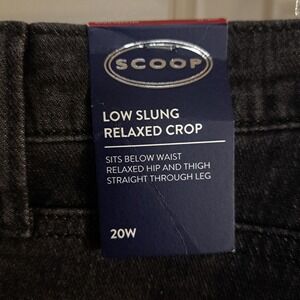 SCOOP
LOW SLUNG
RELAXED CROP
SITS BELOW WAIST
RELAXED HIP AND THIGH
STRAIGHT THROUGH LEG
20W